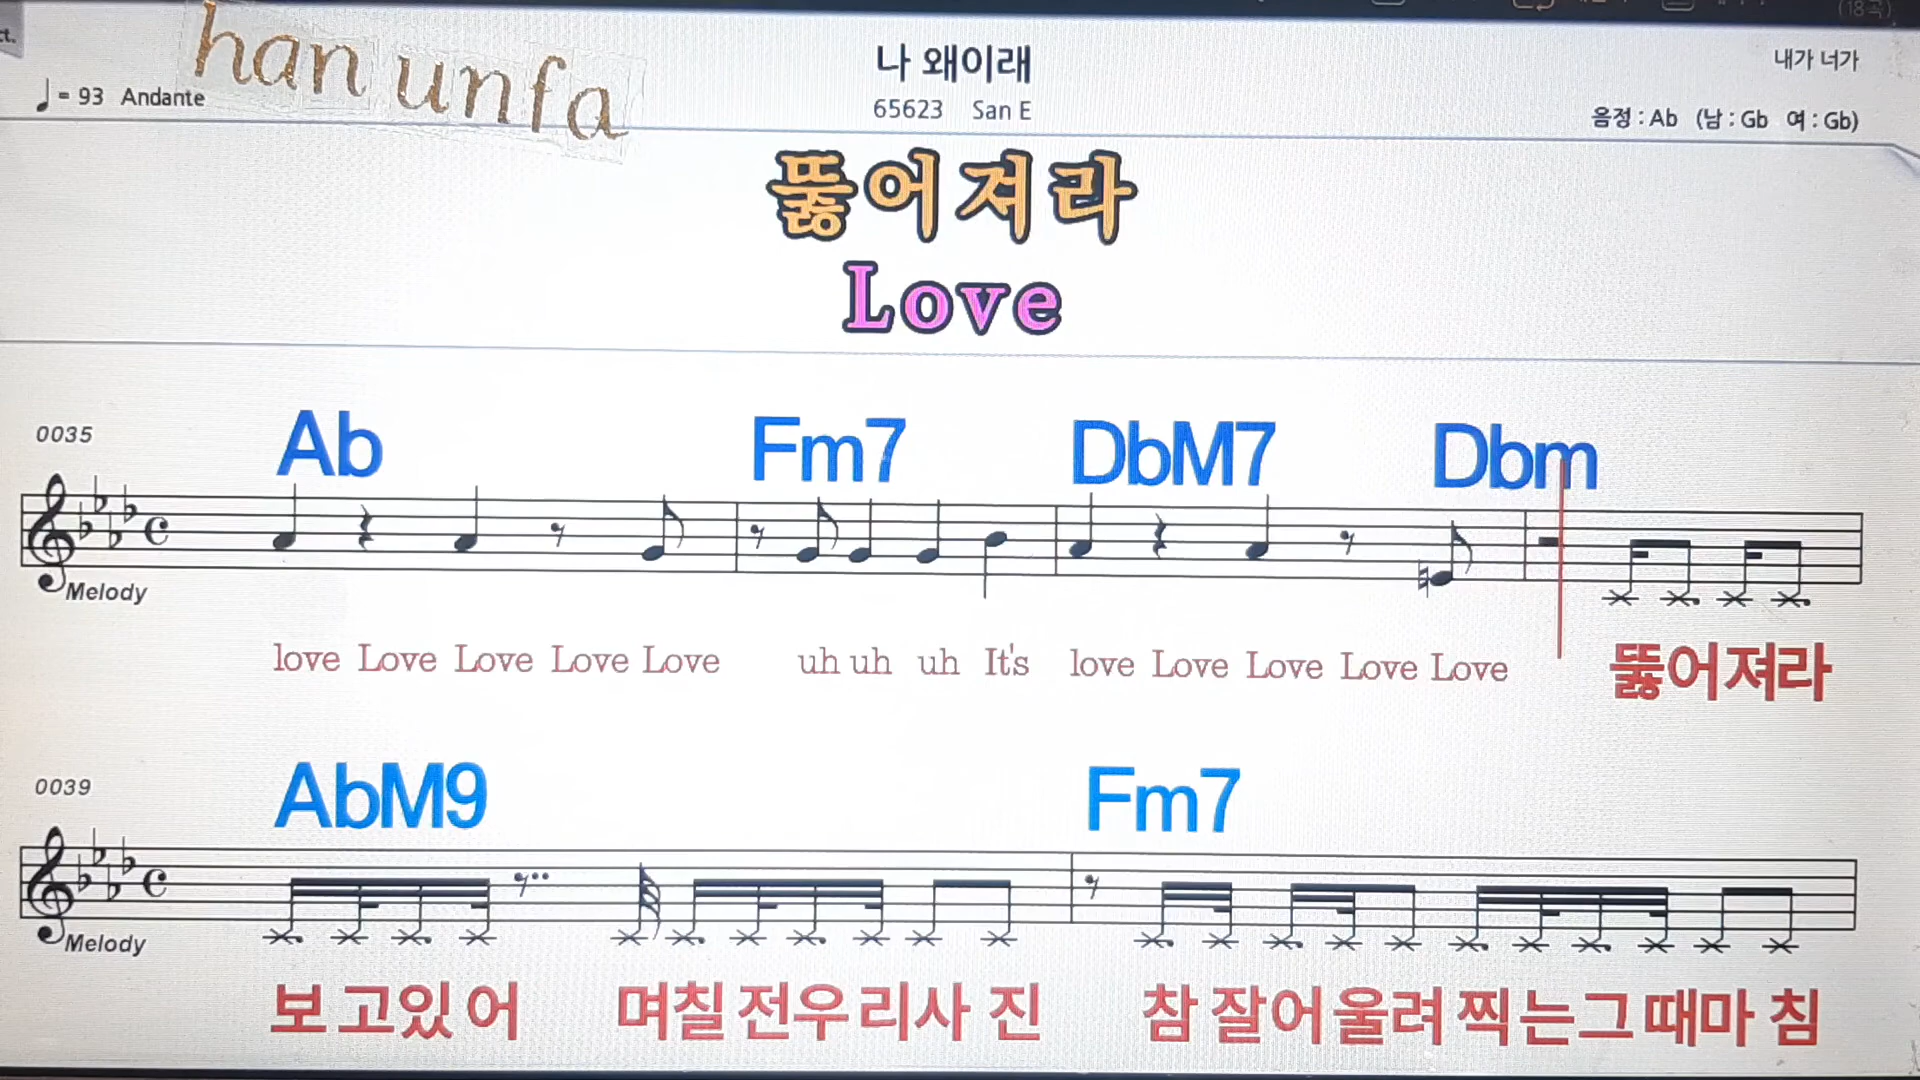 ct.
(18곡)
han unfa
나 왜이래
내가 너가
♩ = 93 Andante
65623 San E
음정 : Ab (남 : Gb 여 : Gb)
뚫어져라
Love
0035
Ab Fm7 DbM7 Dbm
Melody
love Love Love Love Love uh uh uh It's love Love Love Love Love 뚫어져라
0039
AbM9 Fm7
Melody
보고있어 며칠전우리사진 참잘어울려찍는그때마침